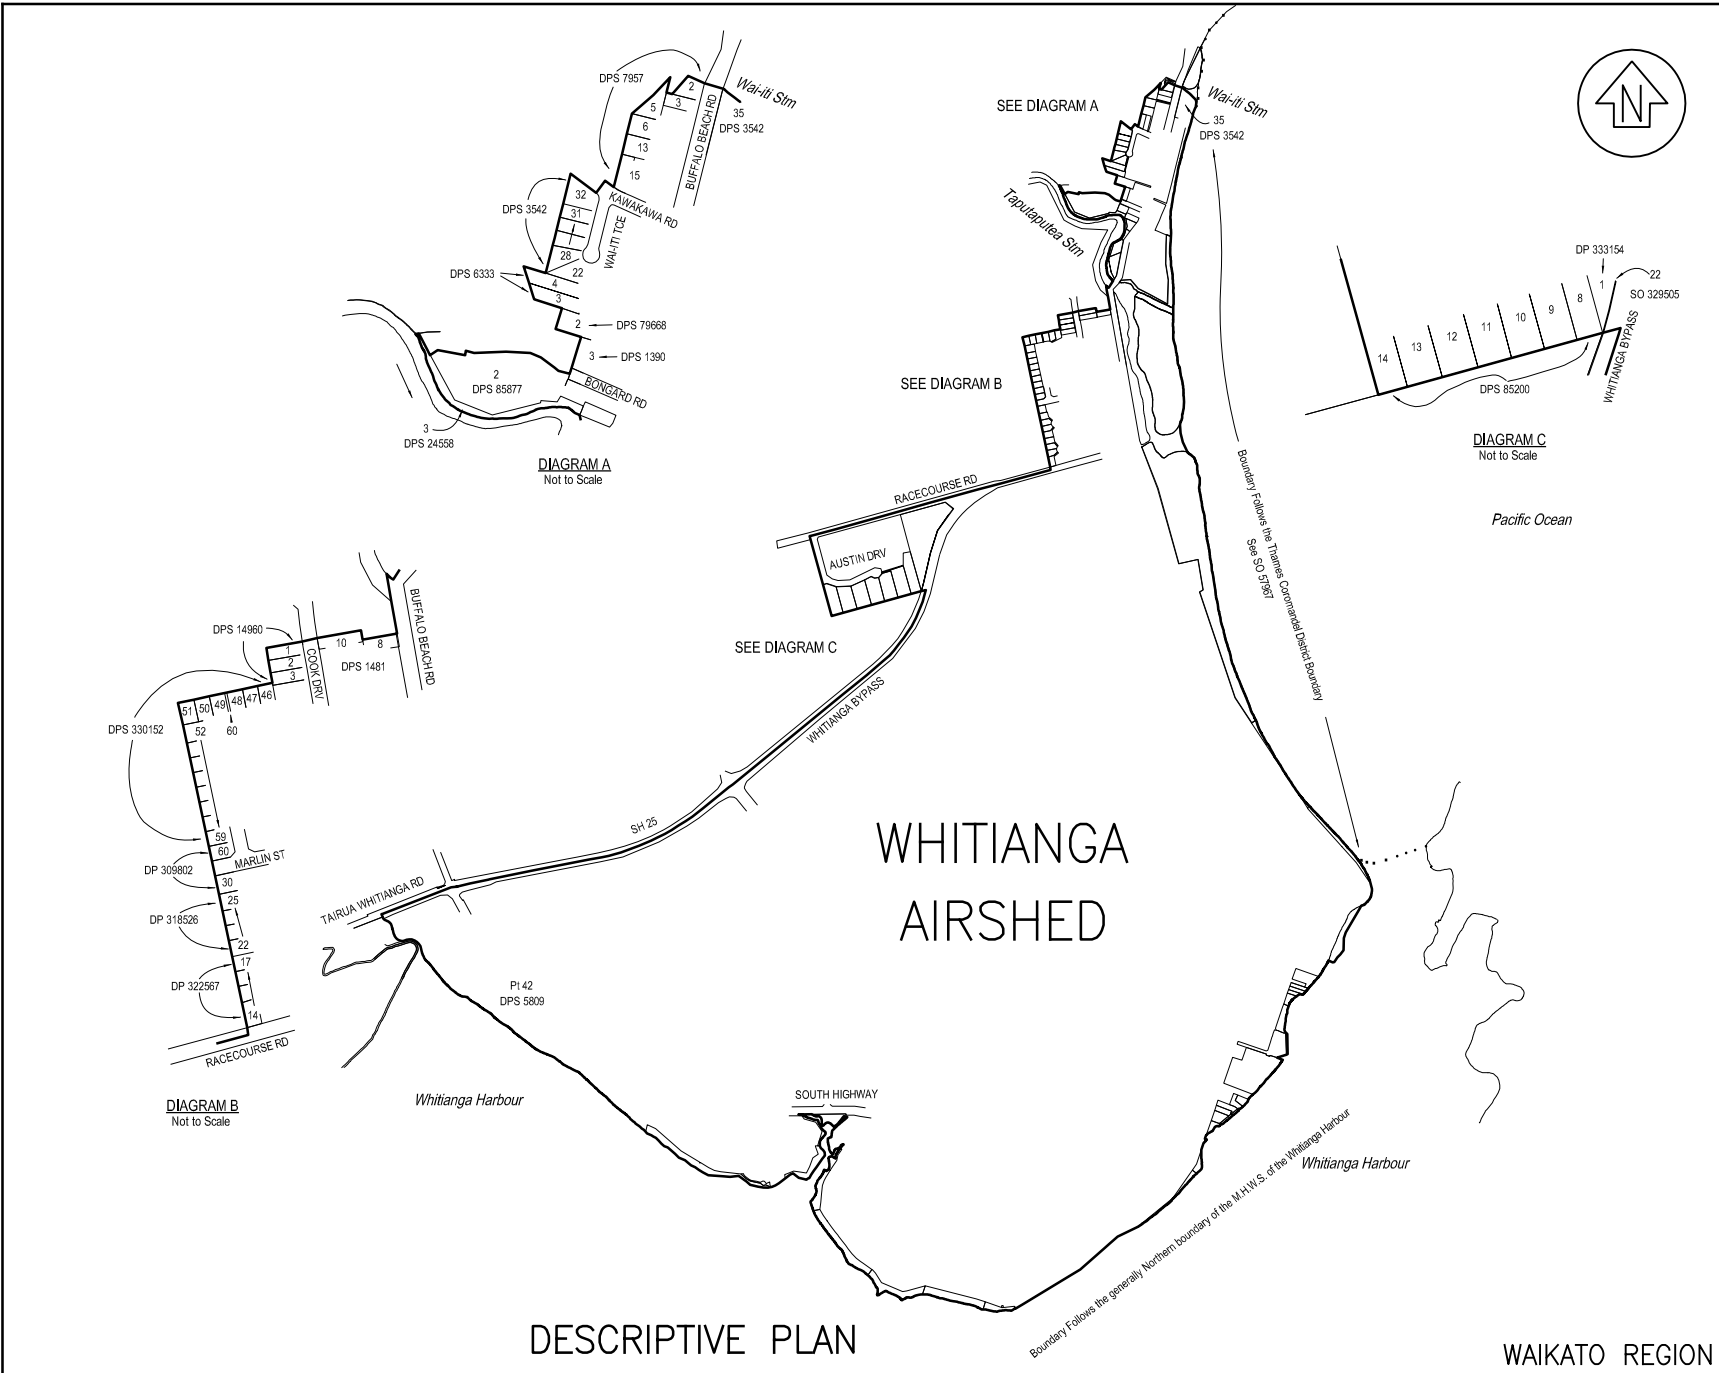 DPS 7957
2
3
5
6
13
15
Wai-iti Stm
35
DPS 3542
BUFFALO BEACH RD
32
31
28
DPS 3542
KAWAKAWA RD
WAI-ITI TCE
22
DPS 6333
4
3
2
DPS 79668
3
DPS 1390
BONGARD RD
2
DPS 85877
3
DPS 24558
DIAGRAM A
Not to Scale
SEE DIAGRAM A
Wai-iti Stm
35
DPS 3542
Taputaputea Stm
N
DP 333154
22
SO 329505
1
8
9
10
11
12
13
14
DPS 85200
WHITIANGA BYPASS
DIAGRAM C
Not to Scale
Pacific Ocean
SEE DIAGRAM B
RACECOURSE RD
AUSTIN DRV
SEE DIAGRAM C
WHITIANGA BYPASS
SH 25
TAIRUA WHITIANGA RD
Boundary Follows the Thames Coromandel District Boundary
See SO 57967
DPS 14960
1
2
3
COOK DRV
10
8
DPS 1481
BUFFALO BEACH RD
51
50
49
48
47
46
60
52
DPS 330152
59
60
MARLIN ST
DP 309802
30
25
DP 318526
22
17
DP 322567
14
RACECOURSE RD
DIAGRAM B
Not to Scale
WHITIANGA
AIRSHED
Pt 42
DPS 5809
Whitianga Harbour
SOUTH HIGHWAY
Whitianga Harbour
Boundary Follows the generally Northern boundary of the M.H.W.S. of the Whitianga Harbour
DESCRIPTIVE PLAN
WAIKATO REGION